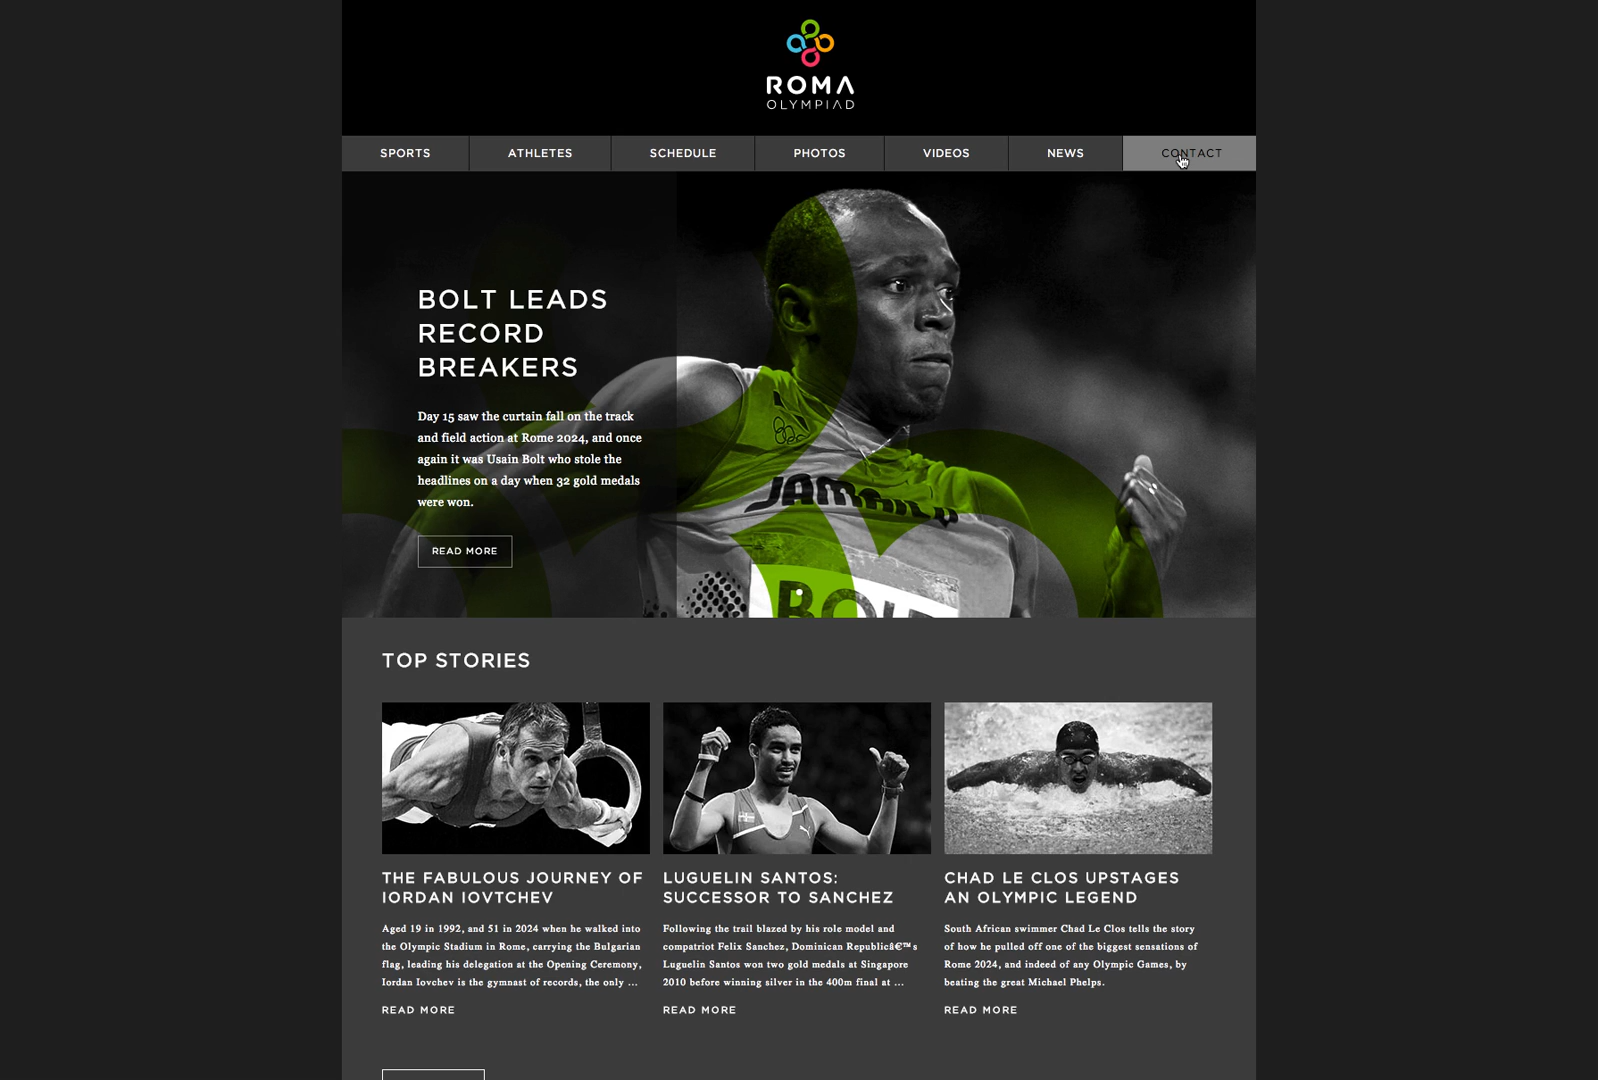 ROMA
OLYMPIAD
SPORTS
ATHLETES
SCHEDULE
PHOTOS
VIDEOS
NEWS
CONTACT
BOLT LEADS
RECORD
BREAKERS
Day 15 saw the curtain fall on the track
and field action at Rome 2024, and once
again it was Usain Bolt who stole the
headlines on a day when 32 gold medals
were won.
READ MORE
JAMAICA
BOLT
TOP STORIES
THE FABULOUS JOURNEY OF
IORDAN IOVTCHEV
Aged 19 in 1992, and 51 in 2024 when he walked into
the Olympic Stadium in Rome, carrying the Bulgarian
flag, leading his delegation at the Opening Ceremony,
Iordan Iovchev is the gymnast of records, the only ...
READ MORE
LUGUELIN SANTOS:
SUCCESSOR TO SANCHEZ
Following the trail blazed by his role model and
compatriot Felix Sanchez, Dominican Republicâ€™s
Luguelin Santos won two gold medals at Singapore
2010 before winning silver in the 400m final at ...
READ MORE
CHAD LE CLOS UPSTAGES
AN OLYMPIC LEGEND
South African swimmer Chad Le Clos tells the story
of how he pulled off one of the biggest sensations of
Rome 2024, and indeed of any Olympic Games, by
beating the great Michael Phelps.
READ MORE